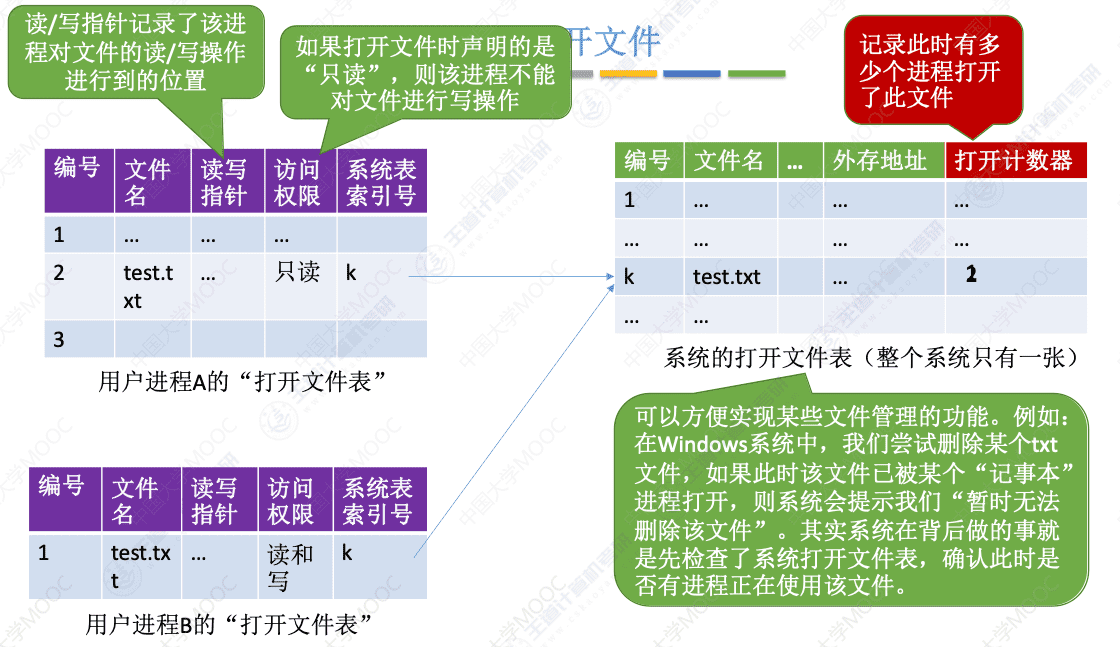 读/写指针记录了该进
程对文件的读/写操作
进行到的位置
如果打开文件时声明的是
“只读”，则该进程不能
对文件进行写操作
开文件
记录此时有多
少个进程打开
了此文件
编号 文件名 读写指针 访问权限 系统表索引号
1 … … …
2 test.txt … 只读 k
3
用户进程A的“打开文件表”
编号 文件名 … 外存地址 打开计数器
1 … … …
… … … …
k test.txt …
… …
系统的打开文件表（整个系统只有一张）
可以方便实现某些文件管理的功能。例如：
在Windows系统中，我们尝试删除某个txt
文件，如果此时该文件已被某个“记事本”
进程打开，则系统会提示我们“暂时无法
删除该文件”。其实系统在背后做的事就
是先检查了系统打开文件表，确认此时是
否有进程正在使用该文件。
编号 文件名 读写指针 访问权限 系统表索引号
1 test.txt … 读和写 k
用户进程B的“打开文件表”
中国大学MOOC
王道计算机考研